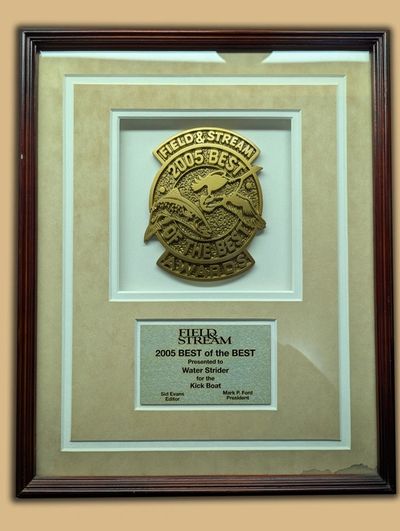 FIELD & STREAM
2005 BEST
OF THE BEST
AWARDS
FIELD&
STREAM
2005 BEST of the BEST
Presented to
Water Strider
for the
Kick Boat
Sid Evans Mark P. Ford
Editor President